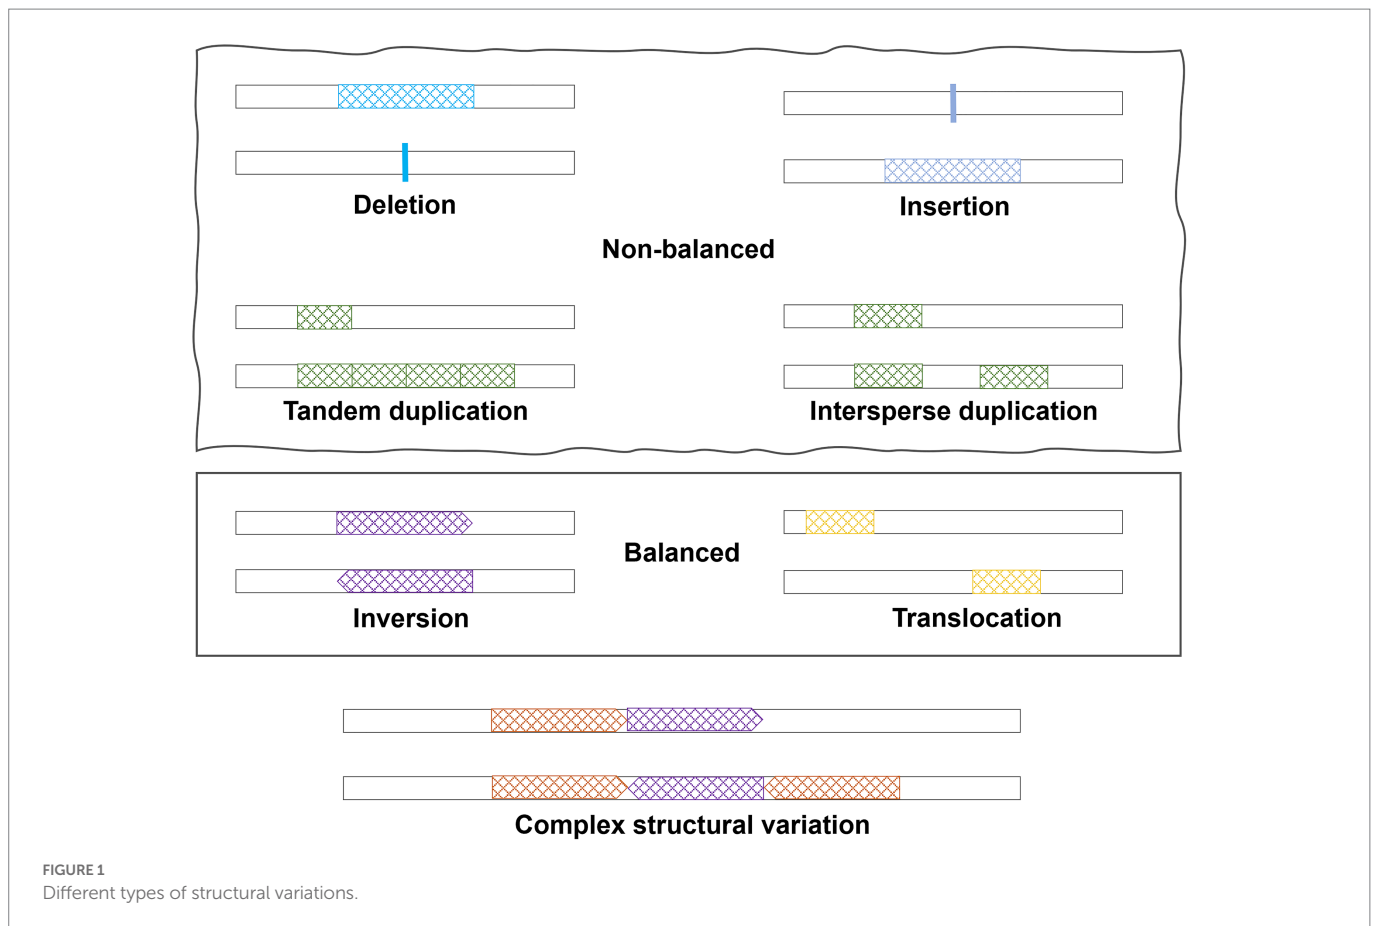 Deletion
Insertion
Non-balanced
Tandem duplication
Intersperse duplication
Balanced
Inversion
Translocation
Complex structural variation
FIGURE 1
Different types of structural variations.